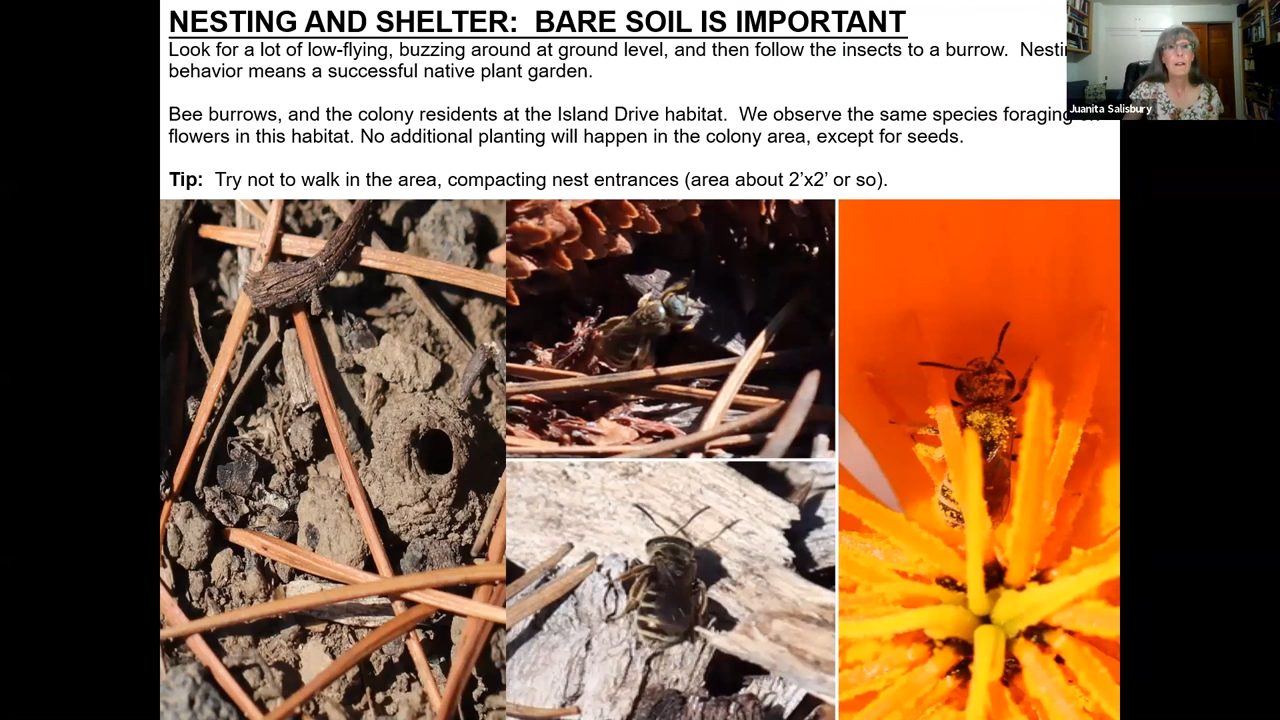 NESTING AND SHELTER:  BARE SOIL IS IMPORTANT
Look for a lot of low-flying, buzzing around at ground level, and then follow the insects to a burrow.  Nesti
behavior means a successful native plant garden.
Bee burrows, and the colony residents at the Island Drive habitat.  We observe the same species foraging
flowers in this habitat. No additional planting will happen in the colony area, except for seeds.
Tip:  Try not to walk in the area, compacting nest entrances (area about 2’x2’ or so).
Juanita Salisbury